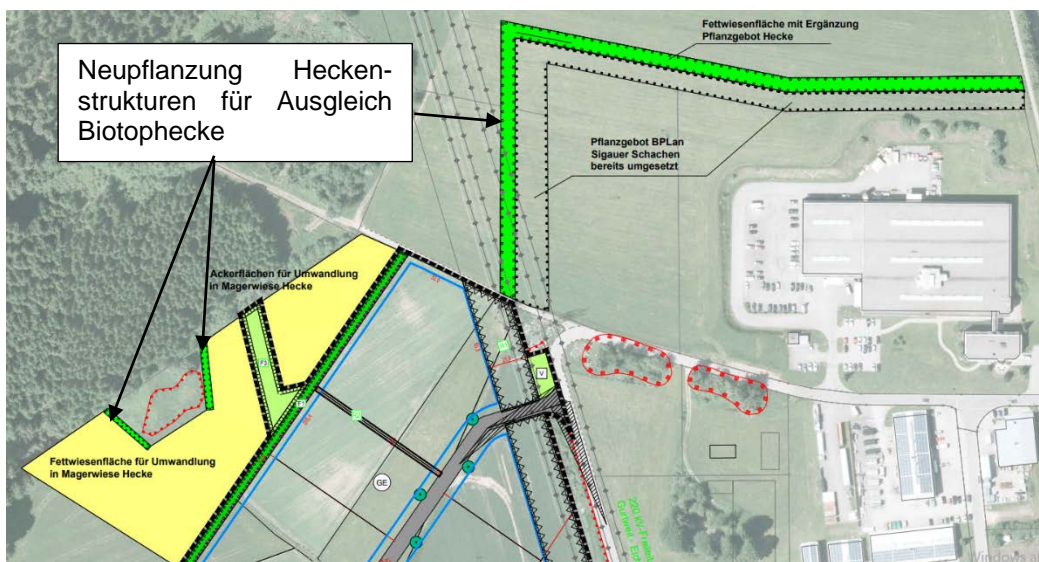 Fettwiesenfläche mit Ergänzung
Pflanzgebot Hecke
Neupflanzung Hecken-
strukturen für Ausgleich
Biotophecke
Pflanzgebot BPLan
Sigauer Schachen
bereits umgesetzt
Ackerflächen für Umwandlung
in Magerwiese Hecke
V
Fettwiesenfläche für Umwandlung
in Magerwiese Hecke
GE
Windows a